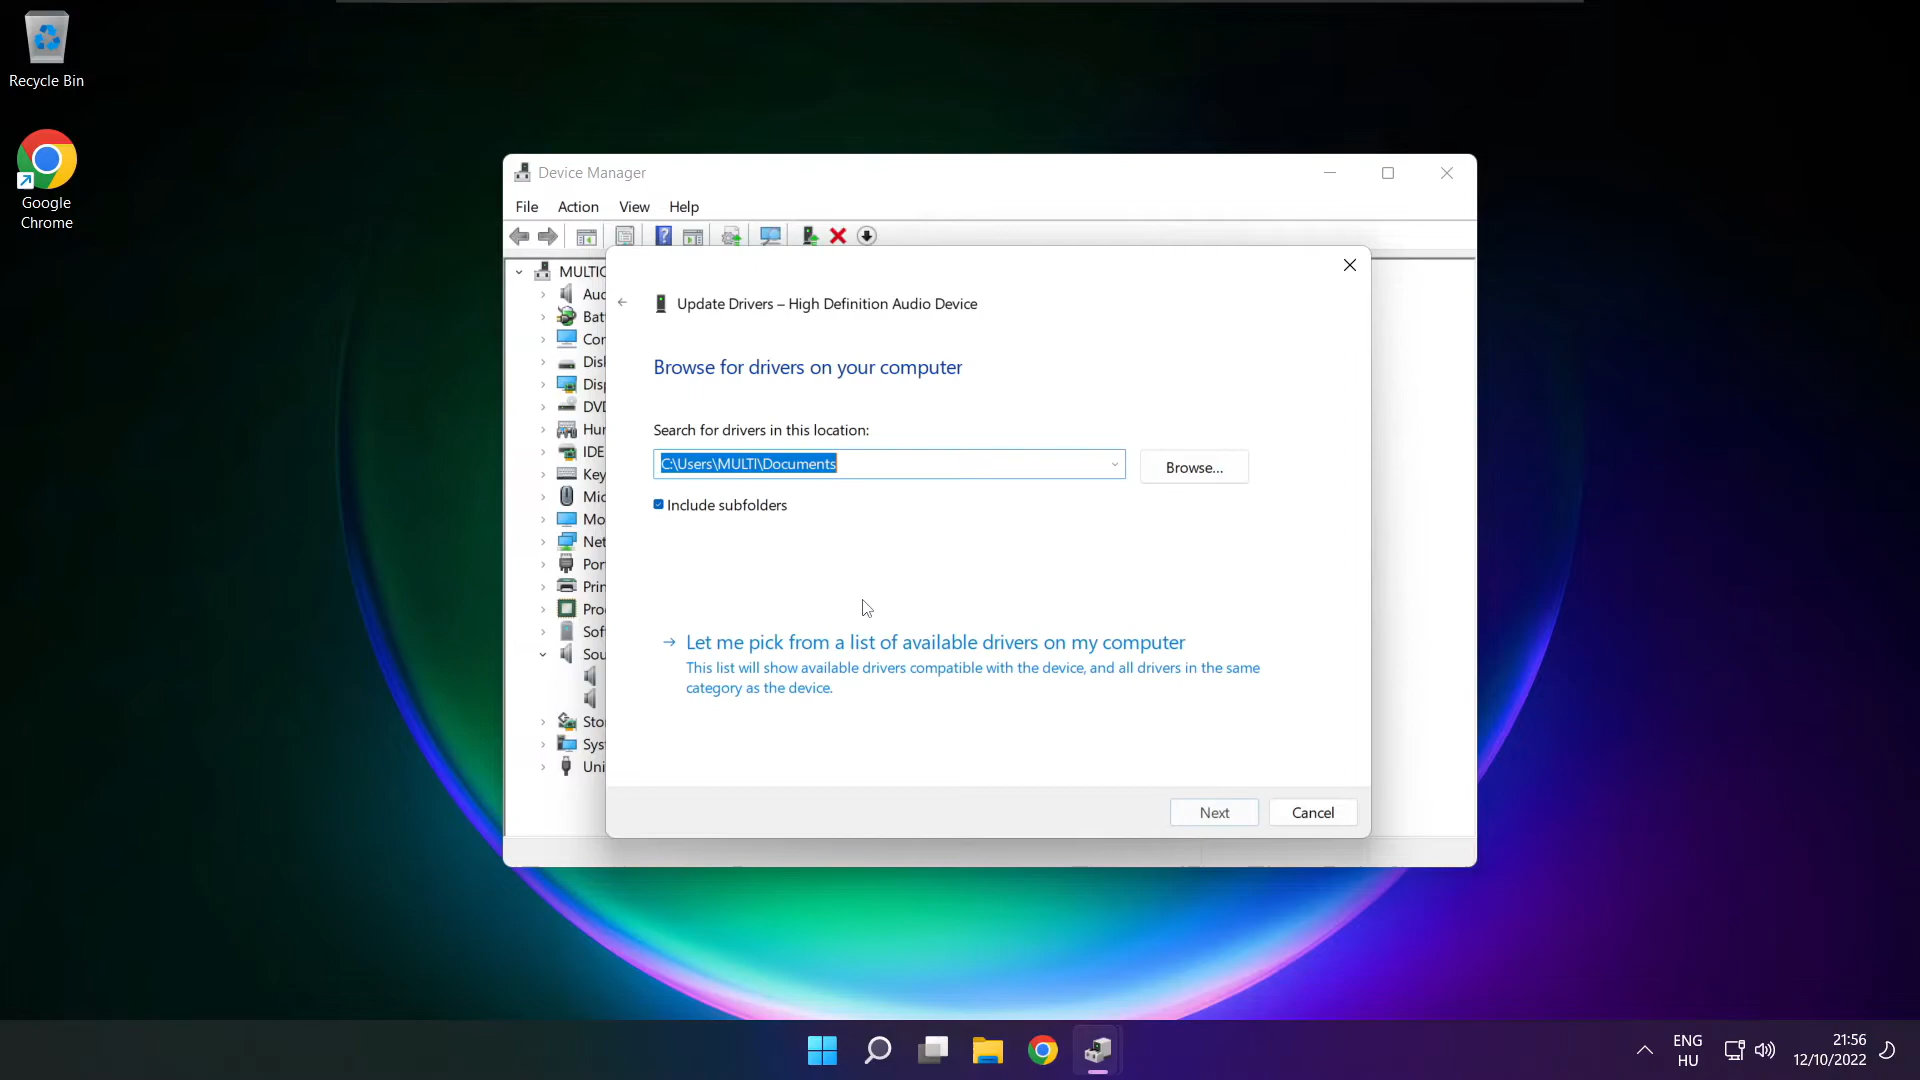 Recycle Bin
Google
Chrome
Device Manager
File Action View Help
MULTIC
Aud
Bat
Con
Disk
Disp
DVD
Hur
IDE
Key
Mic
Mo
Net
Por
Prin
Pro
Soft
Sou
Sto
Sys
Uni
Update Drivers – High Definition Audio Device
Browse for drivers on your computer
Search for drivers in this location:
C:\Users\MULTI\Documents
Browse...
Include subfolders
Let me pick from a list of available drivers on my computer
This list will show available drivers compatible with the device, and all drivers in the same
category as the device.
Next Cancel
ENG
HU
21:56
12/10/2022